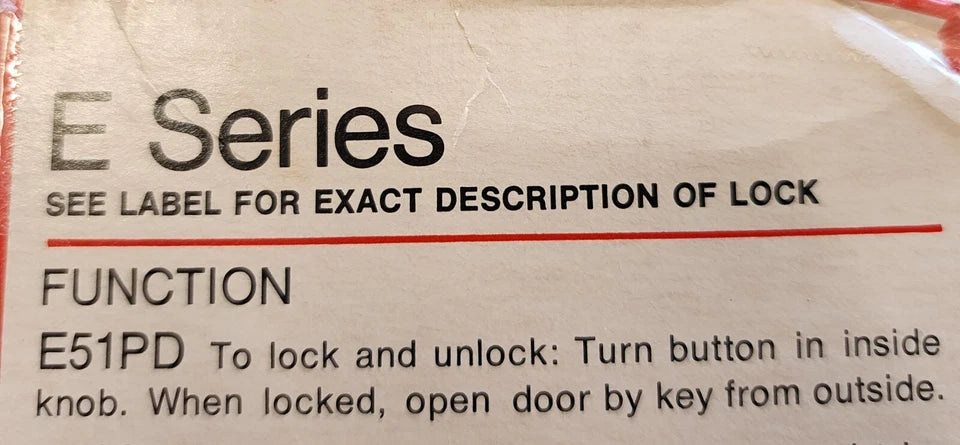 E Series
SEE LABEL FOR EXACT DESCRIPTION OF LOCK
FUNCTION
E51PD To lock and unlock: Turn button in inside
knob. When locked, open door by key from outside.